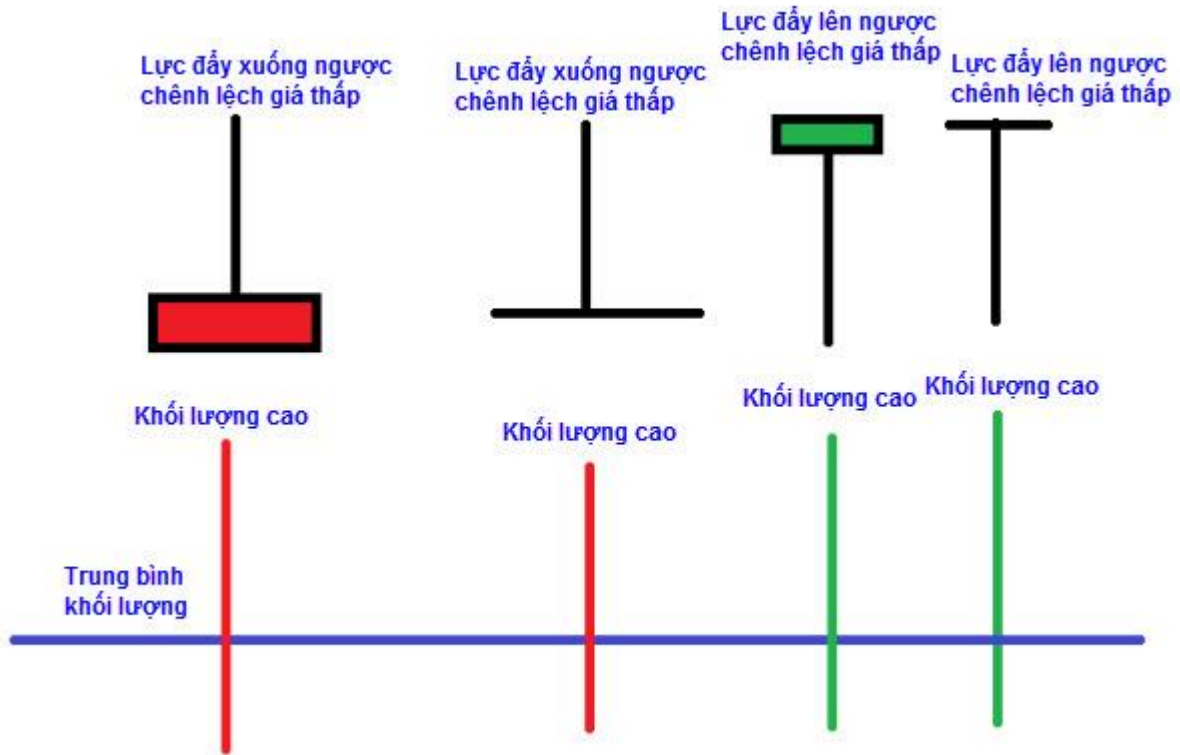 Lực đẩy xuống ngược
chênh lệch giá thấp
Lực đẩy xuống ngược
chênh lệch giá thấp
Lực đẩy lên ngược
chênh lệch giá thấp
Lực đẩy lên ngược
chênh lệch giá thấp
Khối lượng cao
Khối lượng cao
Khối lượng cao
Khối lượng cao
Trung bình
khối lượng